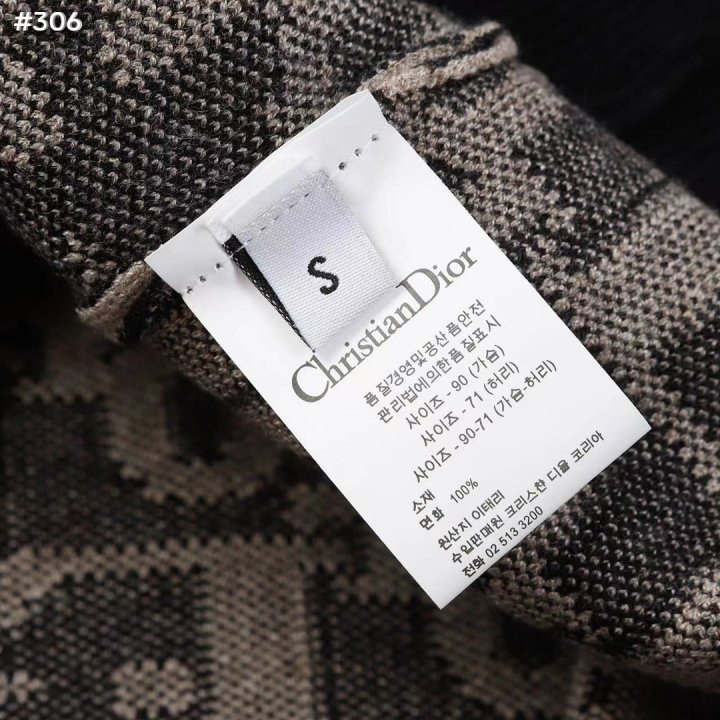 #306
S
Christian Dior
품질경영및공산품안전
관리법에의한품질표시
사이즈 - 90 (가슴)
사이즈 - 71 (허리)
사이즈 - 90-71 (가슴-허리)
소재
면화 100%
원산지 이태리
수입판매원 크리스챤 디올 코리아
전화 02 513 3200